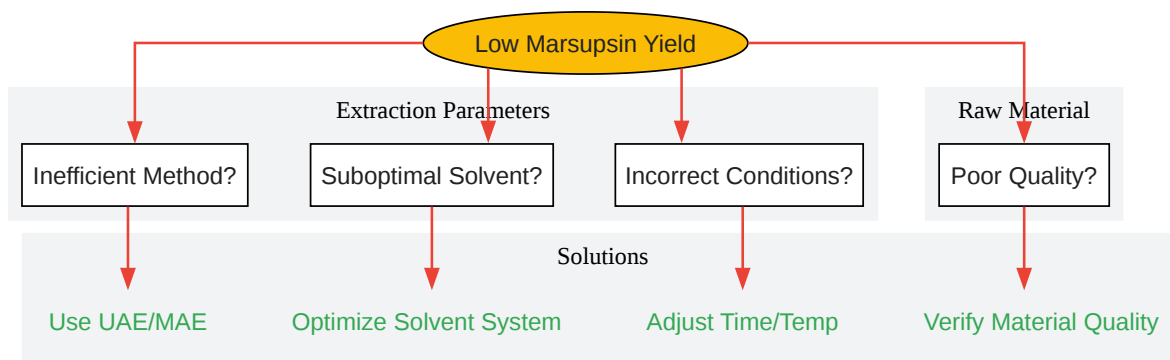 Low Marsupsin Yield
Extraction Parameters
Raw Material
Inefficient Method?
Suboptimal Solvent?
Incorrect Conditions?
Poor Quality?
Solutions
Use UAE/MAE
Optimize Solvent System
Adjust Time/Temp
Verify Material Quality